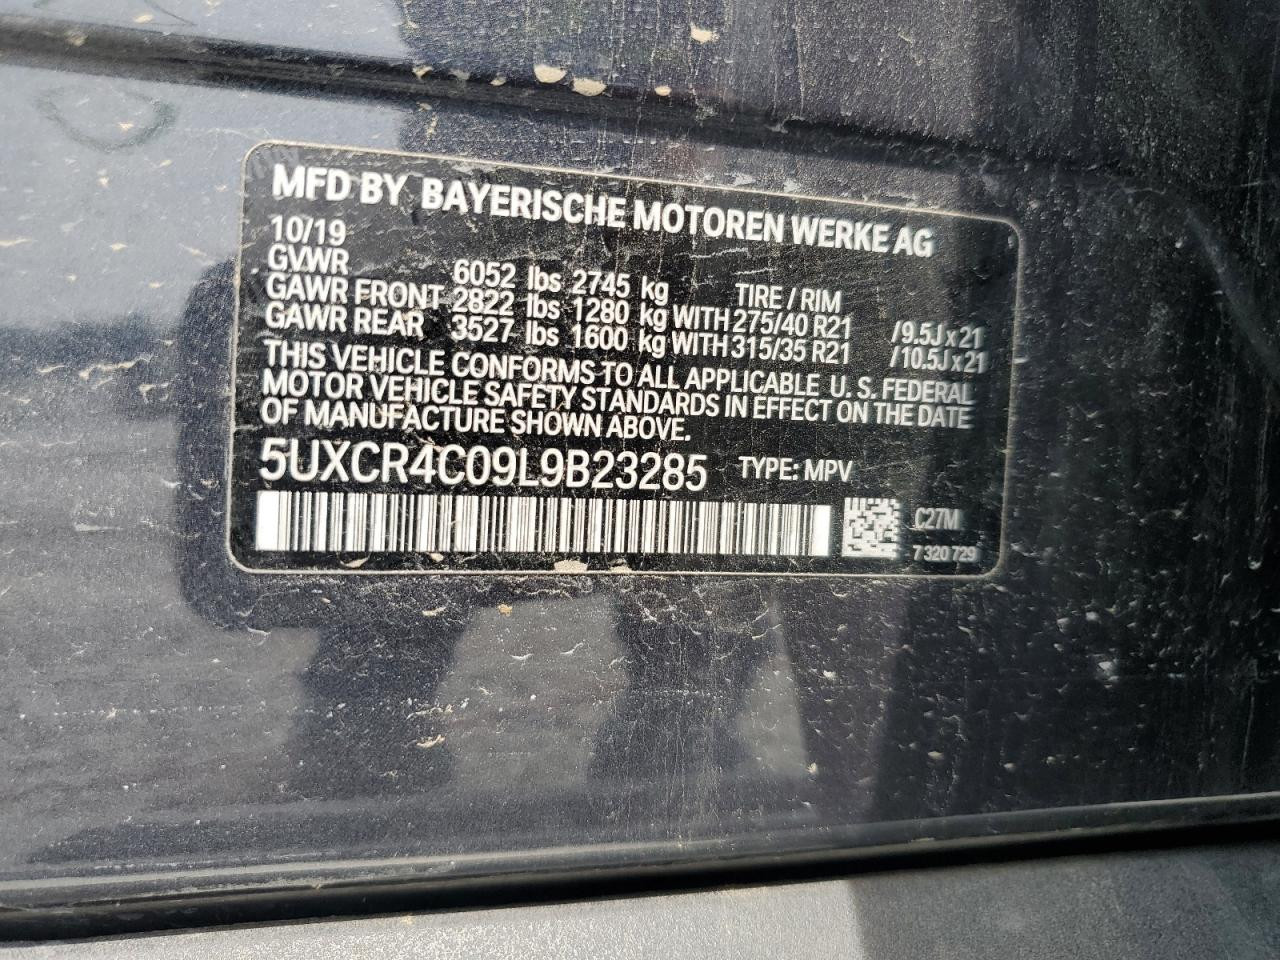 MFD BY BAYERISCHE MOTOREN WERKE AG
10/19
GVWR 6052 lbs 2745 kg TIRE / RIM
GAWR FRONT 2822 lbs 1280 kg WITH 275/40 R21 /9.5J x 21
GAWR REAR 3527 lbs 1600 kg WITH 315/35 R21 /10.5J x 21
THIS VEHICLE CONFORMS TO ALL APPLICABLE U. S. FEDERAL
MOTOR VEHICLE SAFETY STANDARDS IN EFFECT ON THE DATE
OF MANUFACTURE SHOWN ABOVE.
5UXCR4C09L9B23285 TYPE: MPV
C27M
7 320 729